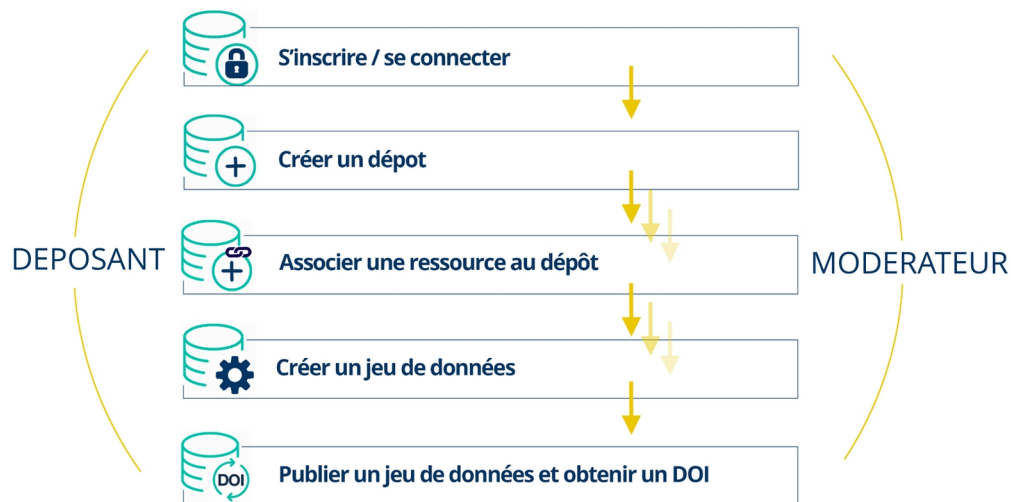 S'inscrire / se connecter
Créer un dépot
DEPOSANT
Associer une ressource au dépôt
MODERATEUR
Créer un jeu de données
DOI
Publier un jeu de données et obtenir un DOI